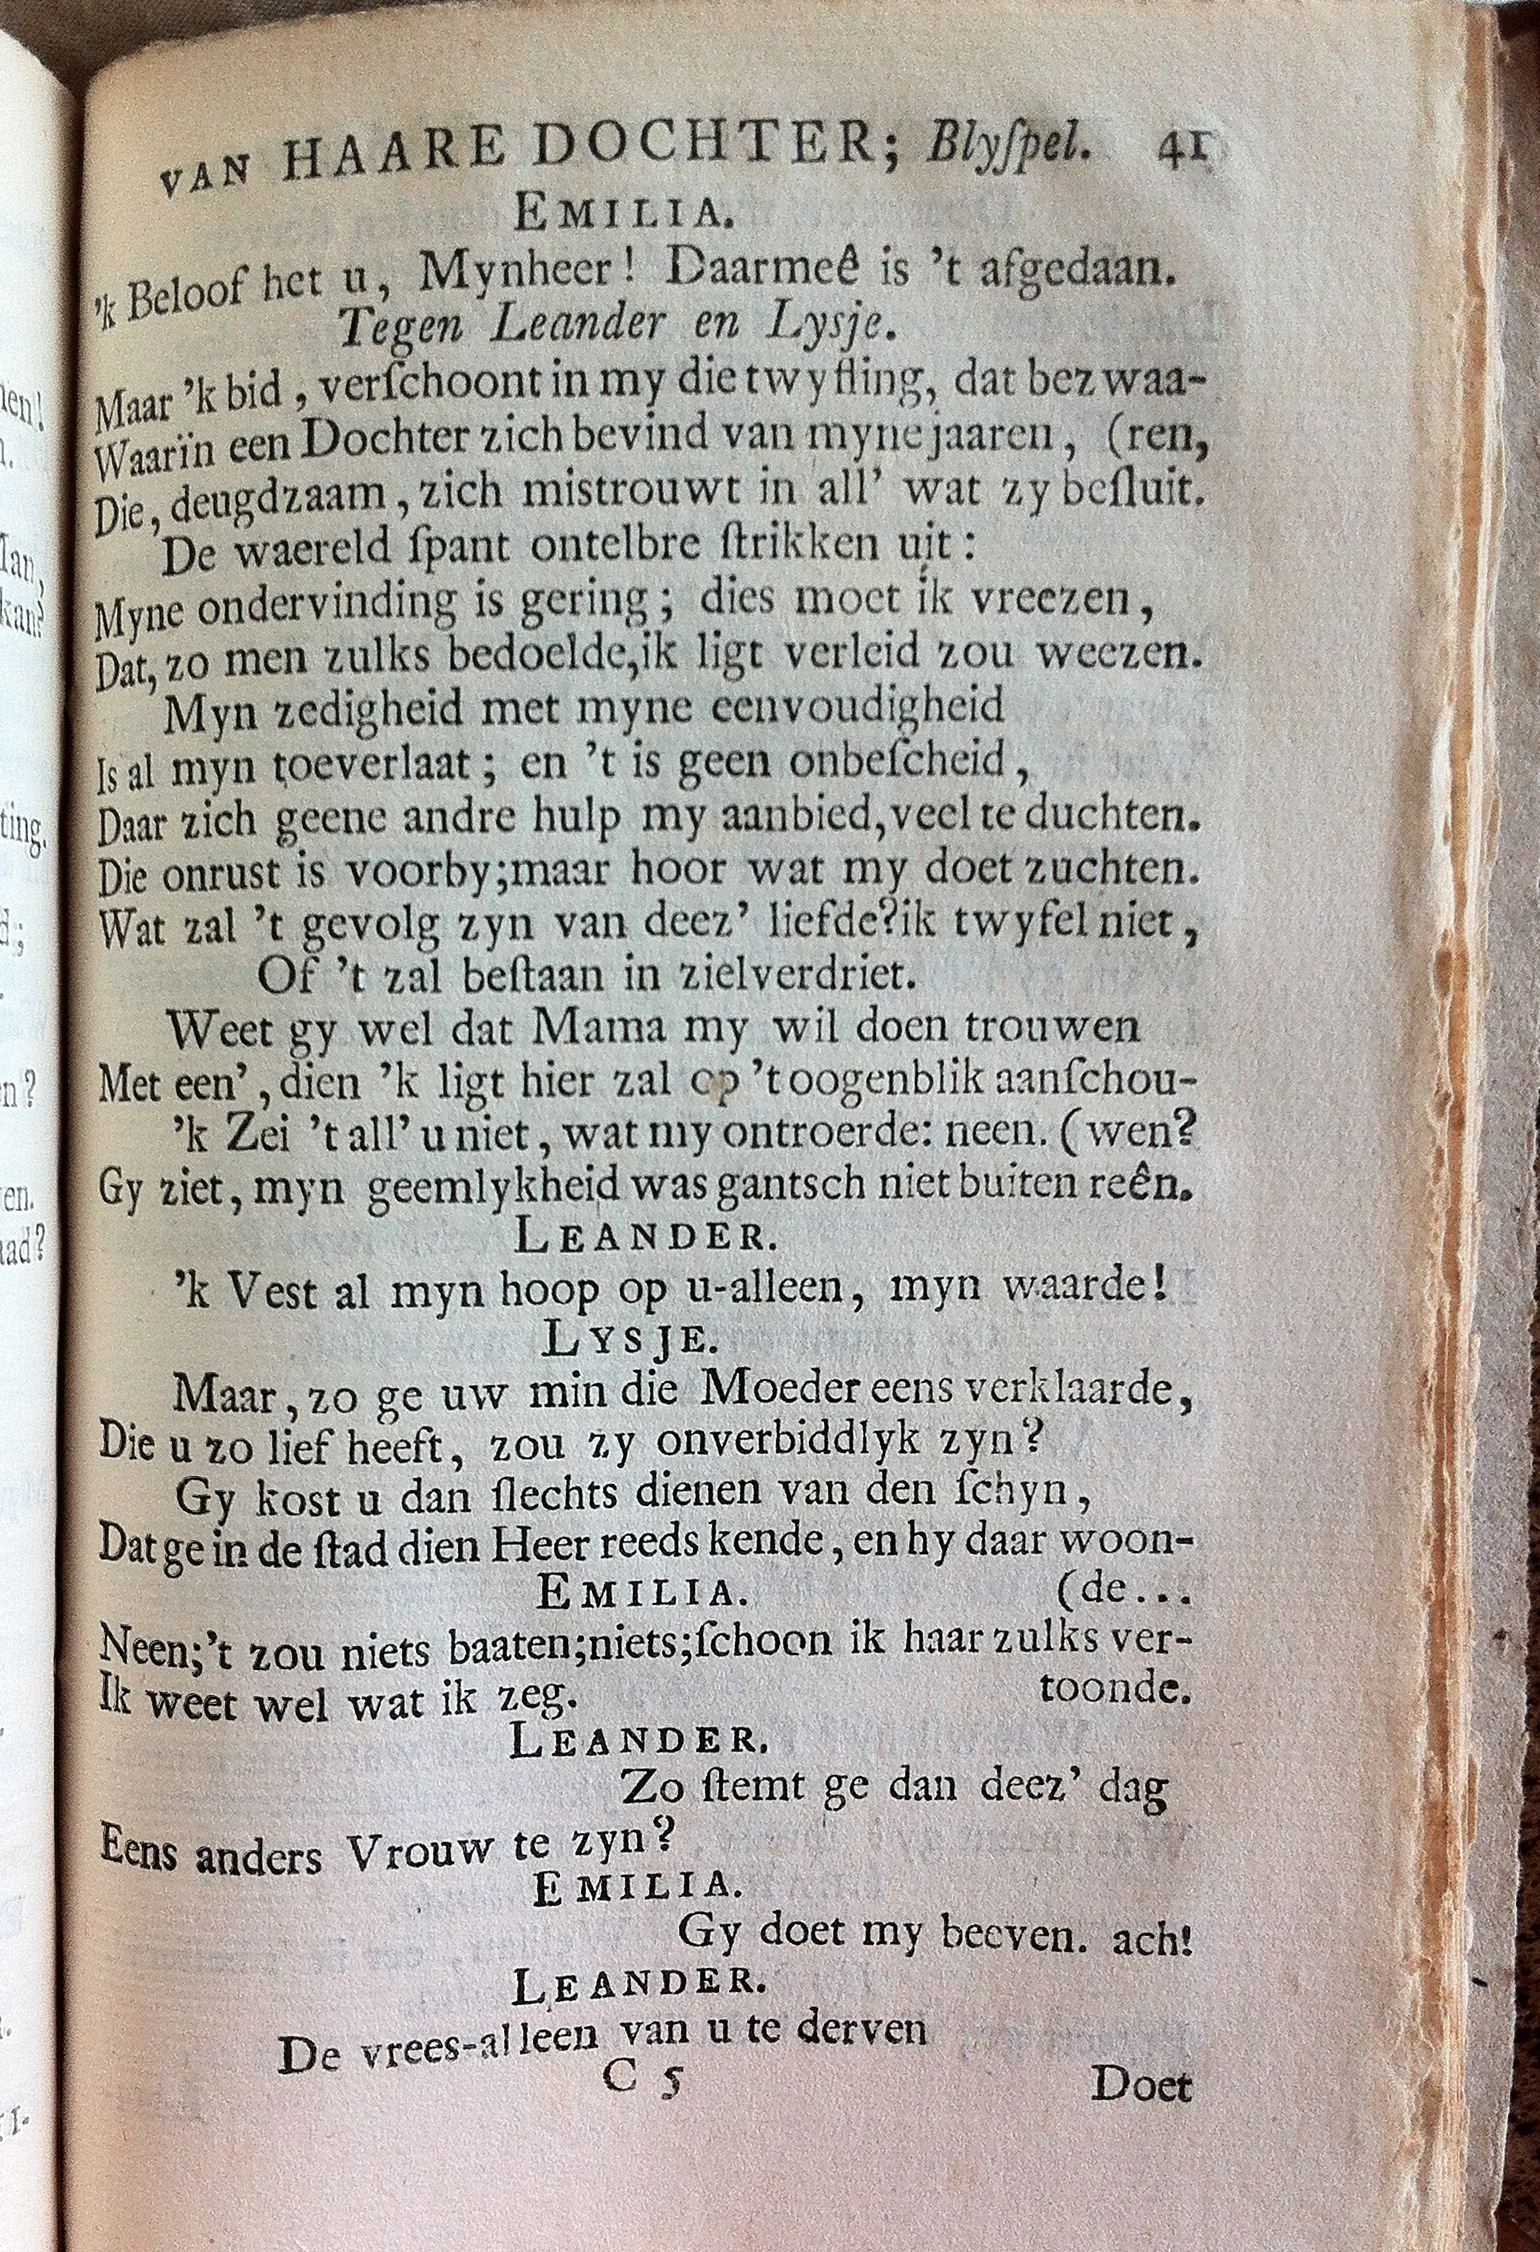 VAN HAARE DOCHTER; Blyſpel. 41
EMILIA.
'k Beloof het u, Mynheer! Daarmeê is 't afgedaan.
Tegen Leander en Lysje.
Maar 'k bid, verſchoont in my die twyfling, dat bezwaa-
Waarïn een Dochter zich bevind van myne jaaren, (ren,
Die, deugdzaam, zich mistrouwt in all' wat zy beſluit.
De waereld ſpant ontelbre ſtrikken uit:
Myne ondervinding is gering; dies moet ik vreezen,
Dat, zo men zulks bedoelde, ik ligt verleid zou weezen.
Myn zedigheid met myne eenvoudigheid
Is al myn toeverlaat; en 't is geen onbeſcheid,
Daar zich geene andre hulp my aanbied, veel te duchten.
Die onrust is voorby; maar hoor wat my doet zuchten.
Wat zal 't gevolg zyn van deez' liefde? ik twyfel niet,
Of 't zal beſtaan in zielverdriet.
Weet gy wel dat Mama my wil doen trouwen
Met een', dien 'k ligt hier zal op 't oogenblik aanſchou-
'k Zei 't all' u niet, wat my ontroerde: neen. (wen?
Gy ziet, myn geemlykheid was gantsch niet buiten reên.
LEANDER.
'k Vest al myn hoop op u-alleen, myn waarde!
LYSJE.
Maar, zo ge uw min die Moeder eens verklaarde,
Die u zo lief heeft, zou zy onverbiddlyk zyn?
Gy kost u dan ſlechts dienen van den ſchyn,
Dat ge in de ſtad dien Heer reeds kende, en hy daar woon-
EMILIA. (de...
Neen; 't zou niets baaten; niets; ſchoon ik haar zulks ver-
Ik weet wel wat ik zeg. toonde.
LEANDER.
Zo ſtemt ge dan deez' dag
Eens anders Vrouw te zyn?
EMILIA.
Gy doet my beeven. ach!
LEANDER.
De vrees-alleen van u te derven
C 5 Doet